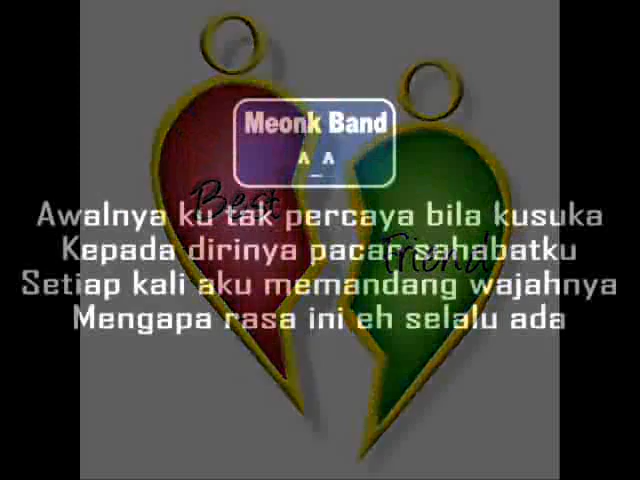 Meonk Band
^_^
Best
Awalnya ku tak percaya bila kusuka
Kepada dirinya pacar sahabatku
Friend
Setiap kali aku memandang wajahnya
Mengapa rasa ini eh selalu ada